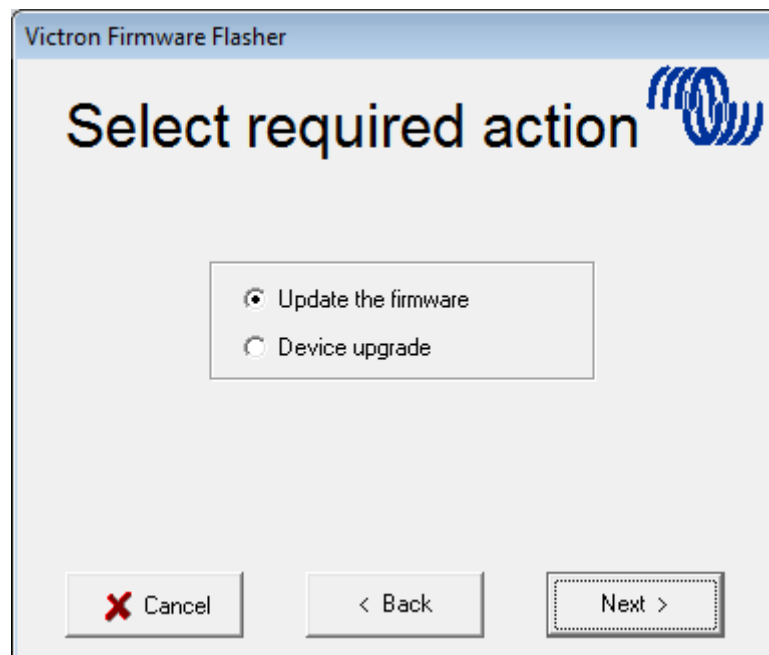 Victron Firmware Flasher
Select required action
Update the firmware
Device upgrade
Cancel
< Back
Next >